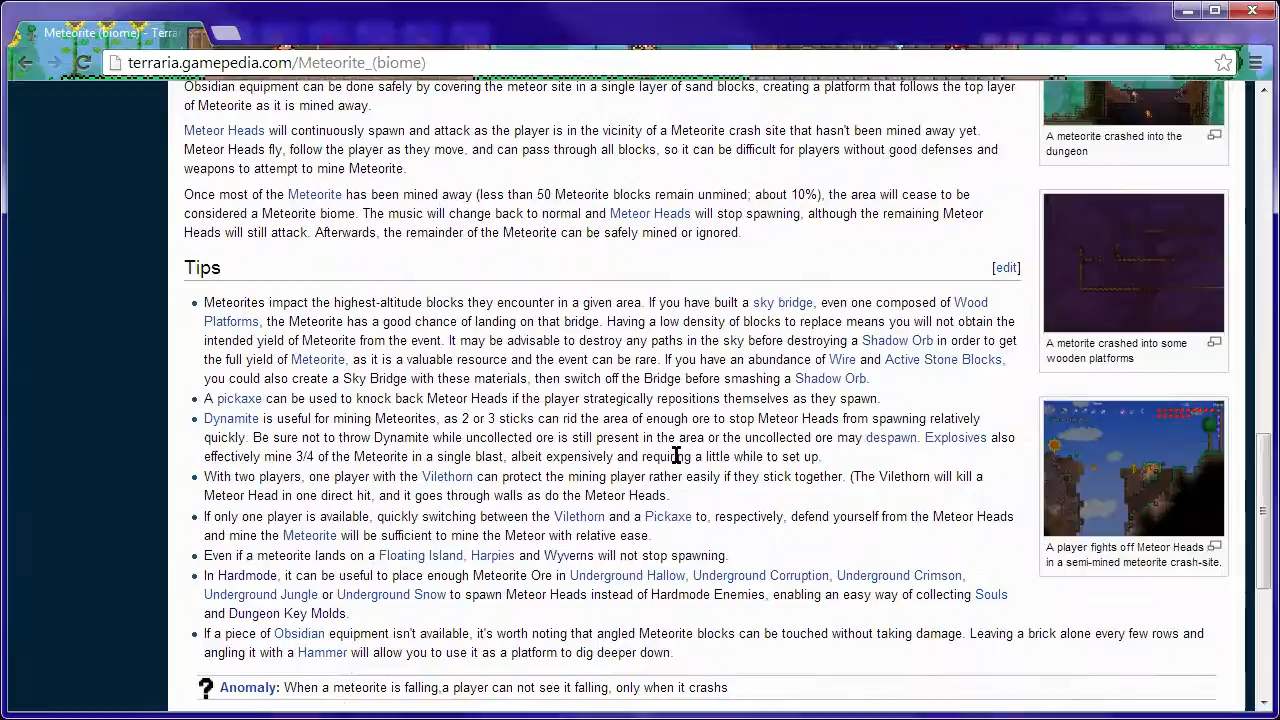 Meteorite (biome) - Terra
terraria.gamepedia.com/Meteorite_(biome)
Obsidian equipment can be done safely by covering the meteor site in a single layer of sand blocks, creating a platform that follows the top layer
of Meteorite as it is mined away.
Meteor Heads will continuously spawn and attack as the player is in the vicinity of a Meteorite crash site that hasn't been mined away yet.
Meteor Heads fly, follow the player as they move, and can pass through all blocks, so it can be difficult for players without good defenses and
weapons to attempt to mine Meteorite.
Once most of the Meteorite has been mined away (less than 50 Meteorite blocks remain unmined; about 10%), the area will cease to be
considered a Meteorite biome. The music will change back to normal and Meteor Heads will stop spawning, although the remaining Meteor
Heads will still attack. Afterwards, the remainder of the Meteorite can be safely mined or ignored.
Tips
[edit]
Meteorites impact the highest-altitude blocks they encounter in a given area. If you have built a sky bridge, even one composed of Wood
Platforms, the Meteorite has a good chance of landing on that bridge. Having a low density of blocks to replace means you will not obtain the
intended yield of Meteorite from the event. It may be advisable to destroy any paths in the sky before destroying a Shadow Orb in order to get
the full yield of Meteorite, as it is a valuable resource and the event can be rare. If you have an abundance of Wire and Active Stone Blocks,
you could also create a Sky Bridge with these materials, then switch off the Bridge before smashing a Shadow Orb.
A pickaxe can be used to knock back Meteor Heads if the player strategically repositions themselves as they spawn.
Dynamite is useful for mining Meteorites, as 2 or 3 sticks can rid the area of enough ore to stop Meteor Heads from spawning relatively
quickly. Be sure not to throw Dynamite while uncollected ore is still present in the area or the uncollected ore may despawn. Explosives also
effectively mine 3/4 of the Meteorite in a single blast, albeit expensively and requiring a little while to set up.
With two players, one player with the Vilethorn can protect the mining player rather easily if they stick together. (The Vilethorn will kill a
Meteor Head in one direct hit, and it goes through walls as do the Meteor Heads.
If only one player is available, quickly switching between the Vilethorn and a Pickaxe to, respectively, defend yourself from the Meteor Heads
and mine the Meteorite will be sufficient to mine the Meteor with relative ease.
Even if a meteorite lands on a Floating Island, Harpies and Wyverns will not stop spawning.
In Hardmode, it can be useful to place enough Meteorite Ore in Underground Hallow, Underground Corruption, Underground Crimson,
Underground Jungle or Underground Snow to spawn Meteor Heads instead of Hardmode Enemies, enabling an easy way of collecting Souls
and Dungeon Key Molds.
If a piece of Obsidian equipment isn't available, it's worth noting that angled Meteorite blocks can be touched without taking damage. Leaving a brick alone every few rows and
angling it with a Hammer will allow you to use it as a platform to dig deeper down.
? Anomaly: When a meteorite is falling,a player can not see it falling, only when it crashs
A meteorite crashed into the
dungeon
A metorite crashed into some
wooden platforms
A player fights off Meteor Heads
in a semi-mined meteorite crash-site.